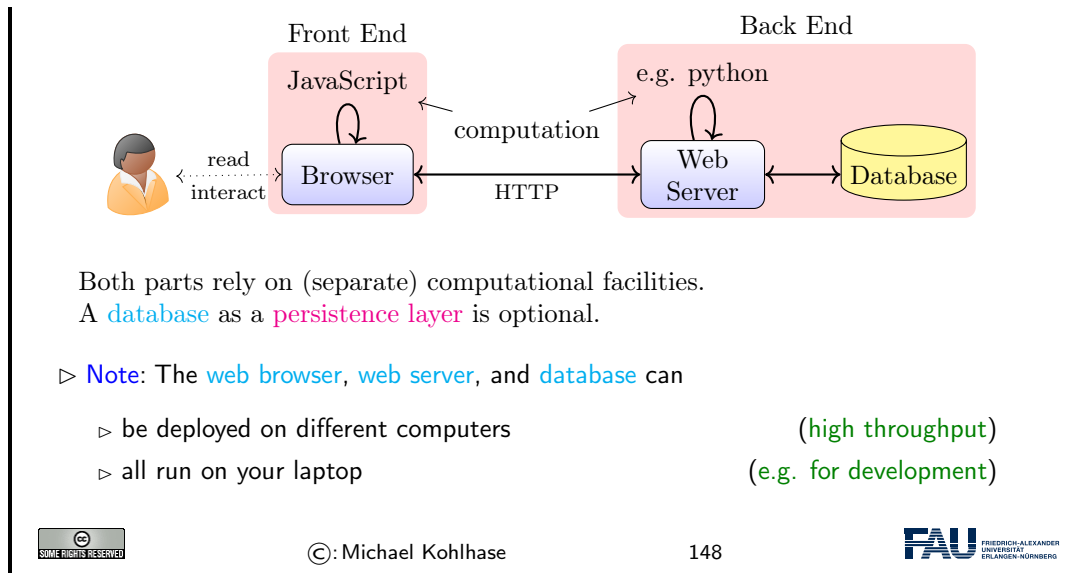 Front End
Back End
JavaScript
e.g. python
computation
read
interact
Browser
HTTP
Web
Server
Database
Both parts rely on (separate) computational facilities.
A database as a persistence layer is optional.
▷ Note: The web browser, web server, and database can
▷ be deployed on different computers (high throughput)
▷ all run on your laptop (e.g. for development)
cc
SOME RIGHTS RESERVED
©: Michael Kohlhase 148
FAU
FRIEDRICH-ALEXANDER
UNIVERSITÄT
ERLANGEN-NÜRNBERG